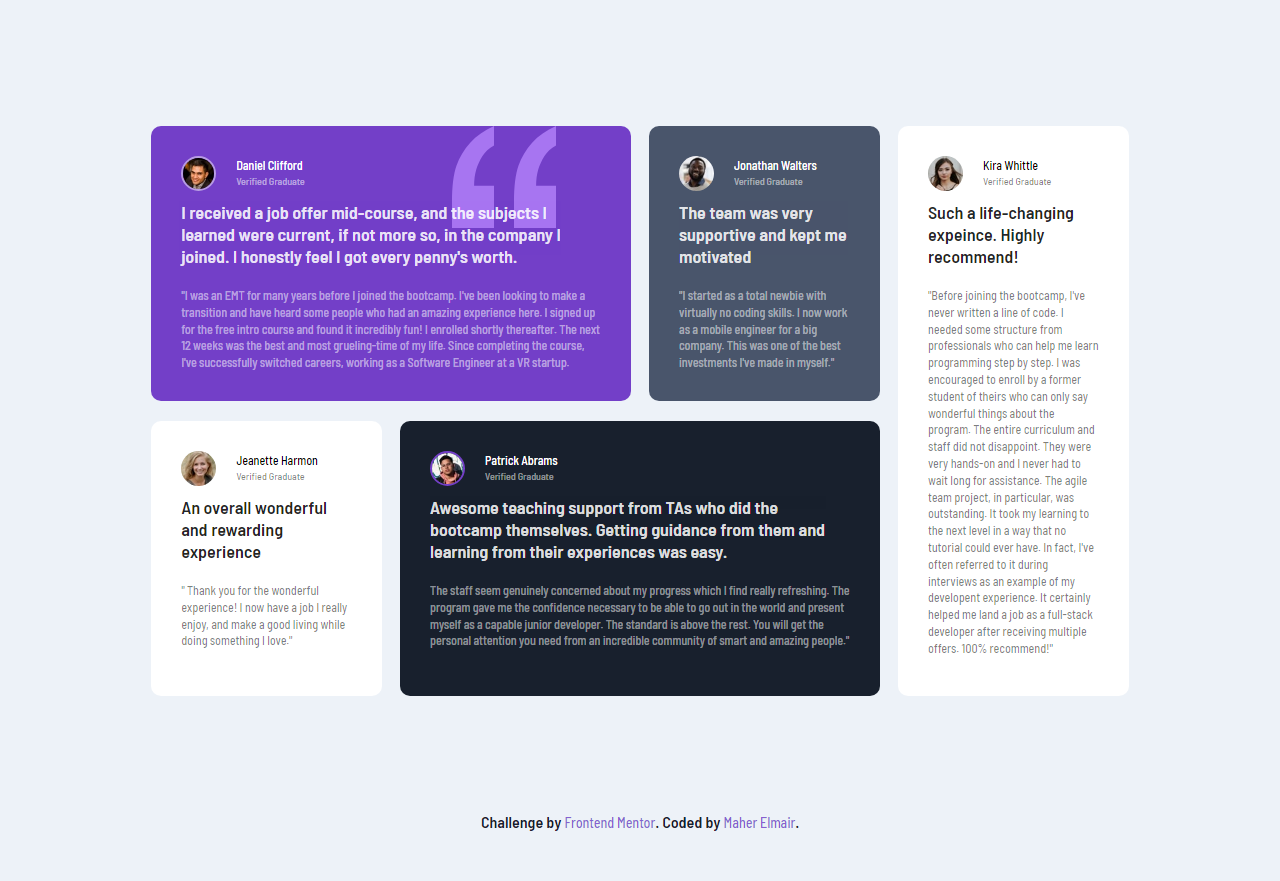 Daniel Clifford
Verified Graduate
I received a job offer mid-course, and the subjects I
learned were current, if not more so, in the company I
joined. I honestly feel I got every penny's worth.
"I was an EMT for many years before I joined the bootcamp. I've been looking to make a
transition and have heard some people who had an amazing experience here. I signed up
for the free intro course and found it incredibly fun! I enrolled shortly thereafter. The next
12 weeks was the best and most grueling-time of my life. Since completing the course,
I've successfully switched careers, working as a Software Engineer at a VR startup.
Jonathan Walters
Verified Graduate
The team was very
supportive and kept me
motivated
"I started as a total newbie with
virtually no coding skills. I now work
as a mobile engineer for a big
company. This was one of the best
investments I've made in myself."
Kira Whittle
Verified Graduate
Such a life-changing
expeince. Highly
recommend!
"Before joining the bootcamp, I've
never written a line of code. I
needed some structure from
professionals who can help me learn
programming step by step. I was
encouraged to enroll by a former
student of theirs who can only say
wonderful things about the
program. The entire curriculum and
staff did not disappoint. They were
very hands-on and I never had to
wait long for assistance. The agile
team project, in particular, was
outstanding. It took my learning to
the next level in a way that no
tutorial could ever have. In fact, I've
often referred to it during
interviews as an example of my
developent experience. It certainly
helped me land a job as a full-stack
developer after receiving multiple
offers. 100% recommend!"
Jeanette Harmon
Verified Graduate
An overall wonderful
and rewarding
experience
" Thank you for the wonderful
experience! I now have a job I really
enjoy, and make a good living while
doing something I love."
Patrick Abrams
Verified Graduate
Awesome teaching support from TAs who did the
bootcamp themselves. Getting guidance from them and
learning from their experiences was easy.
The staff seem genuinely concerned about my progress which I find really refreshing. The
program gave me the confidence necessary to be able to go out in the world and present
myself as a capable junior developer. The standard is above the rest. You will get the
personal attention you need from an incredible community of smart and amazing people."
Challenge by Frontend Mentor. Coded by Maher Elmair.